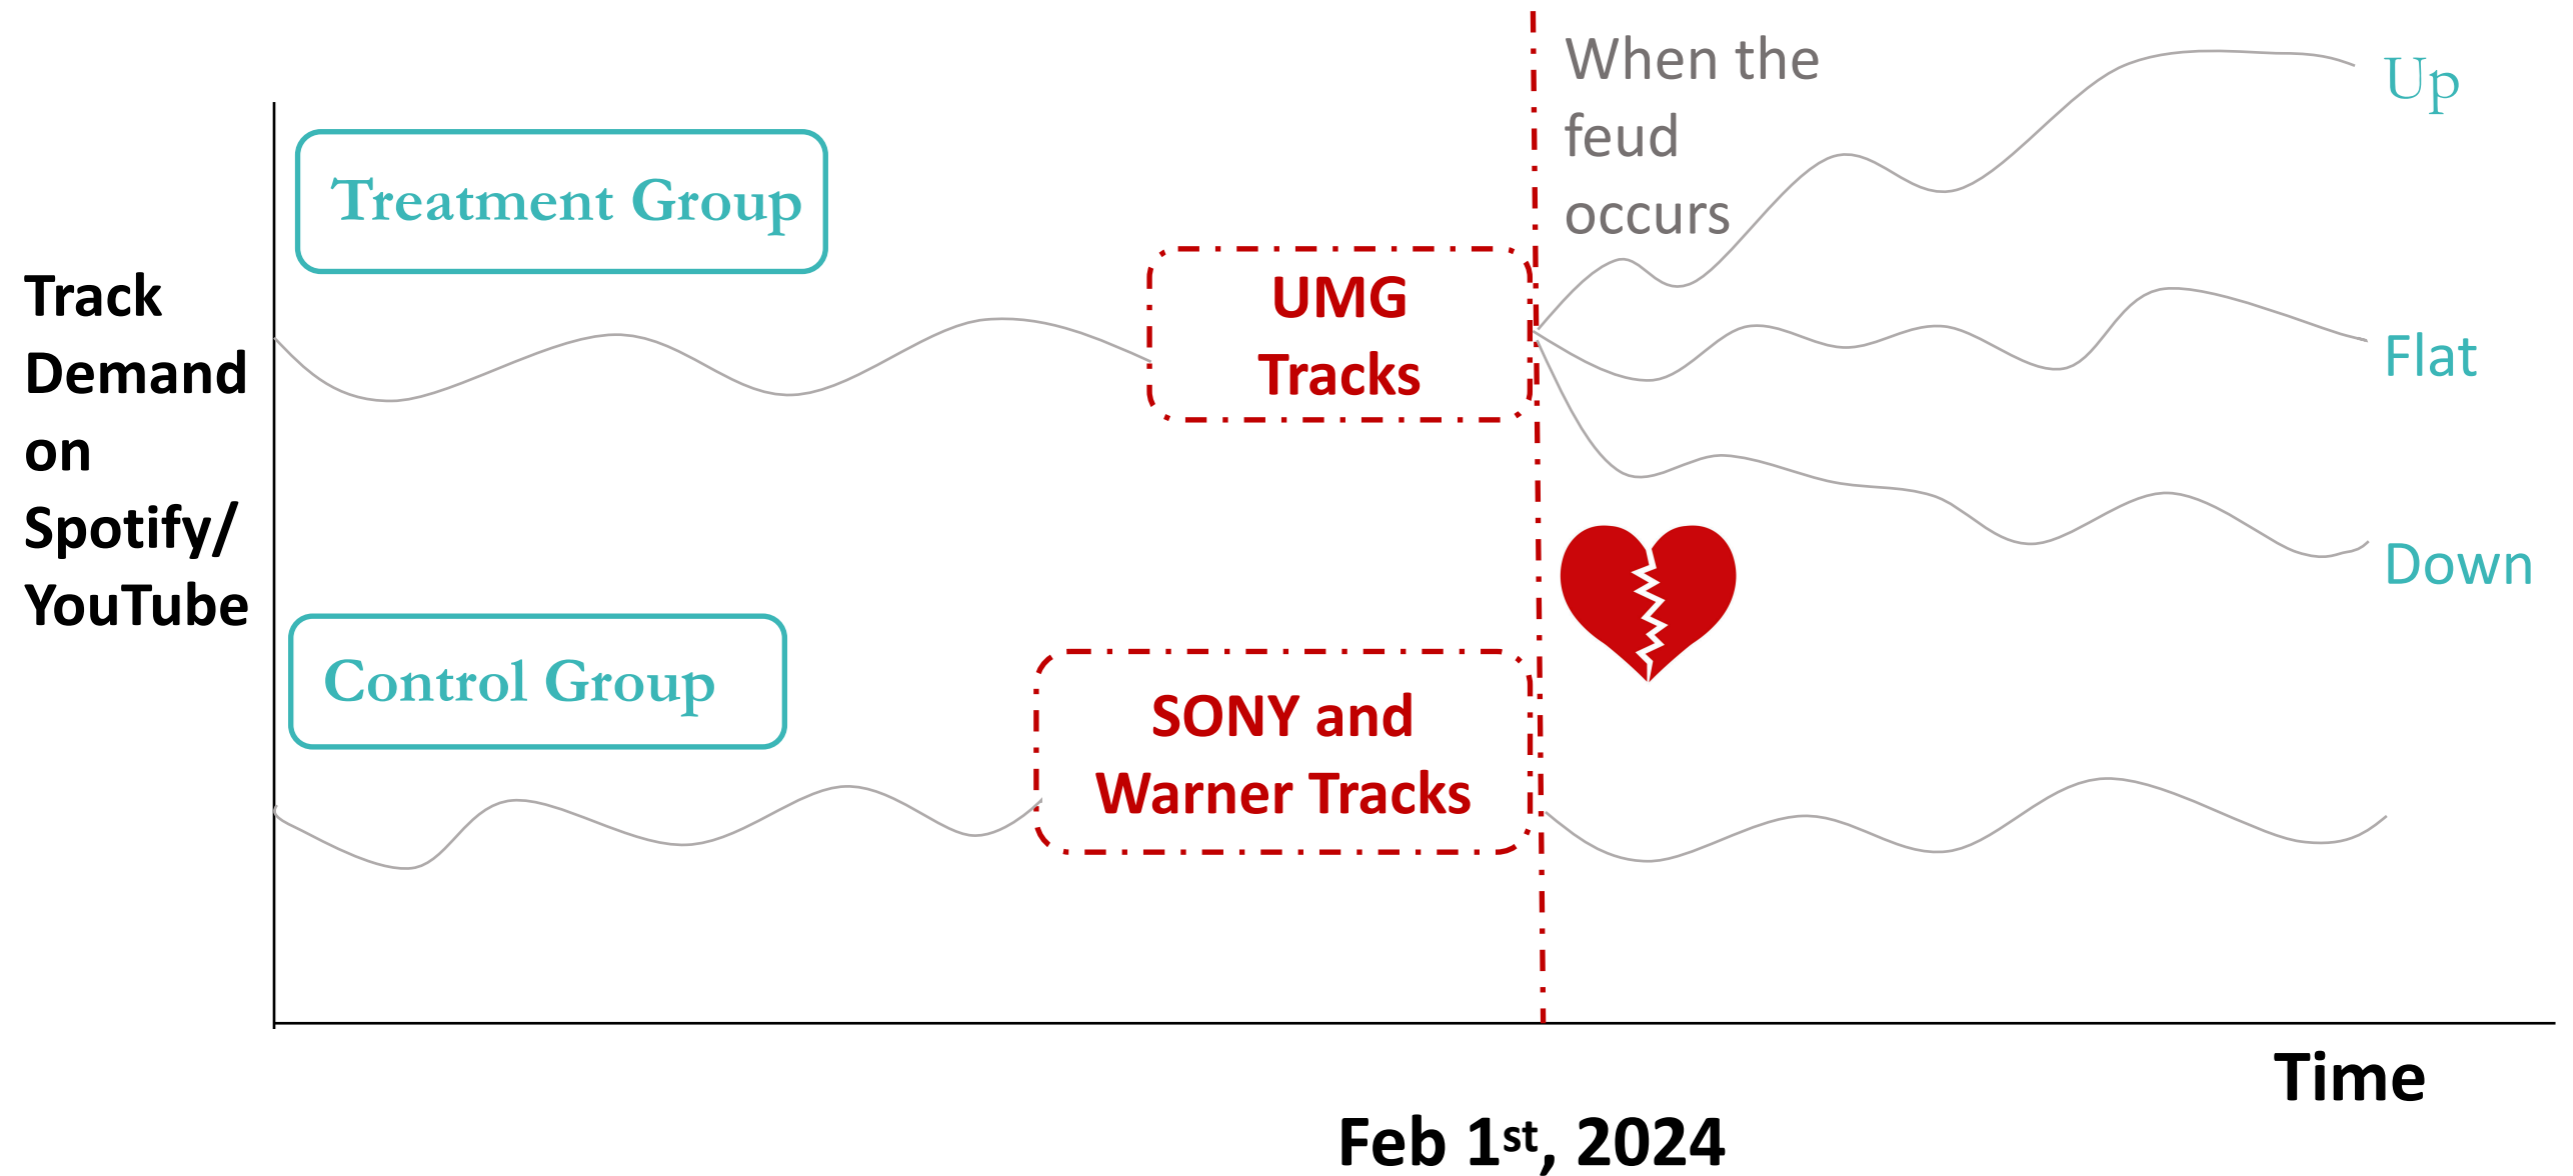 Track
Demand
on
Spotify/
YouTube
Treatment Group
UMG
Tracks
When the
feud
occurs
Up
Flat
Down
Control Group
SONY and
Warner Tracks
Time
Feb 1st, 2024